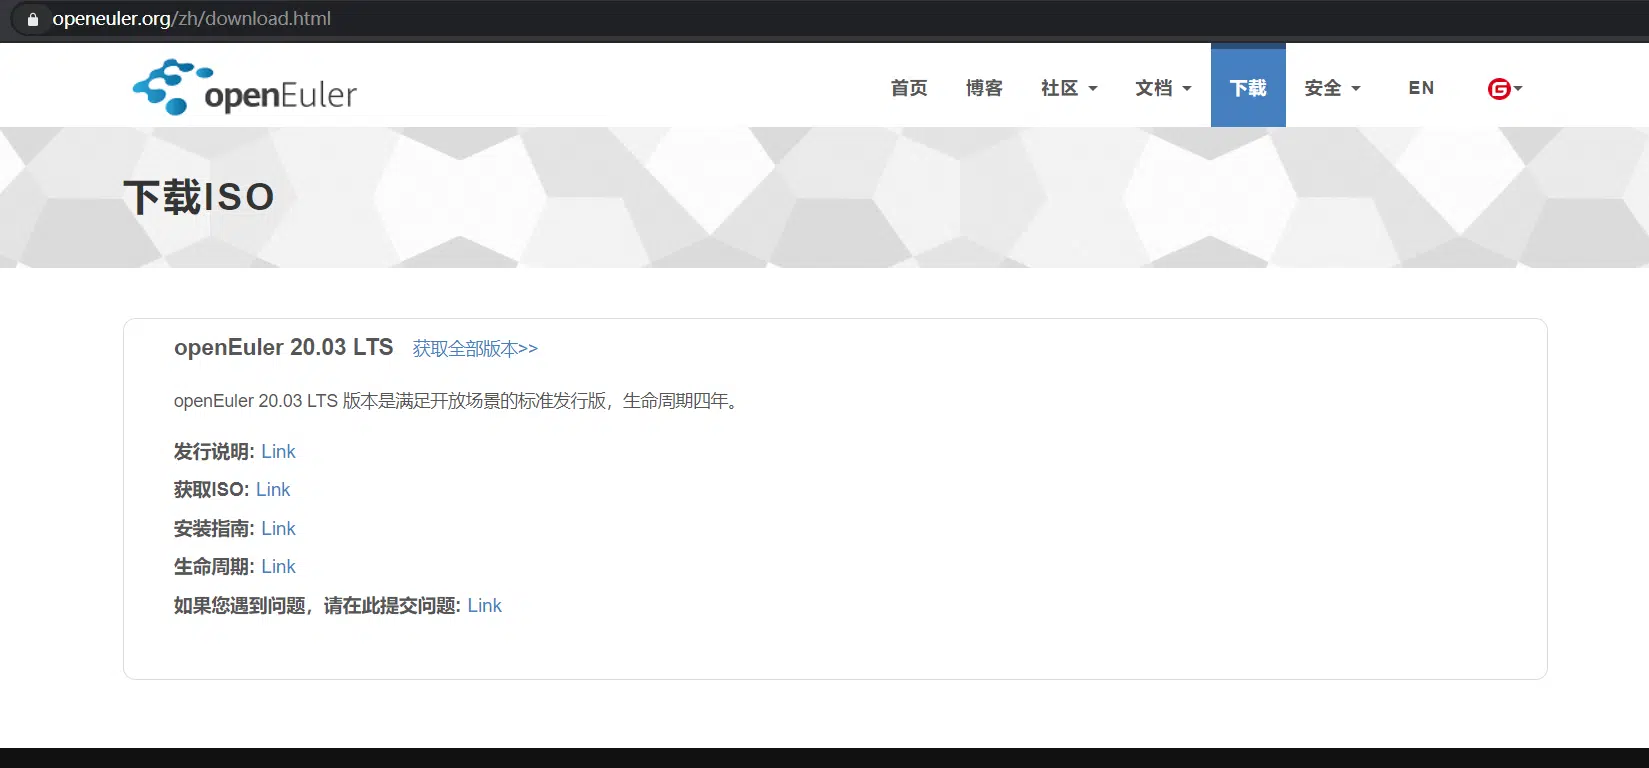 openeuler.org/zh/download.html
openEuler
首页 博客 社区 文档 下载 安全 EN G
下载ISO
openEuler 20.03 LTS 获取全部版本>>
openEuler 20.03 LTS 版本是满足开放场景的标准发行版，生命周期四年。
发行说明: Link
获取ISO: Link
安装指南: Link
生命周期: Link
如果您遇到问题，请在此提交问题: Link